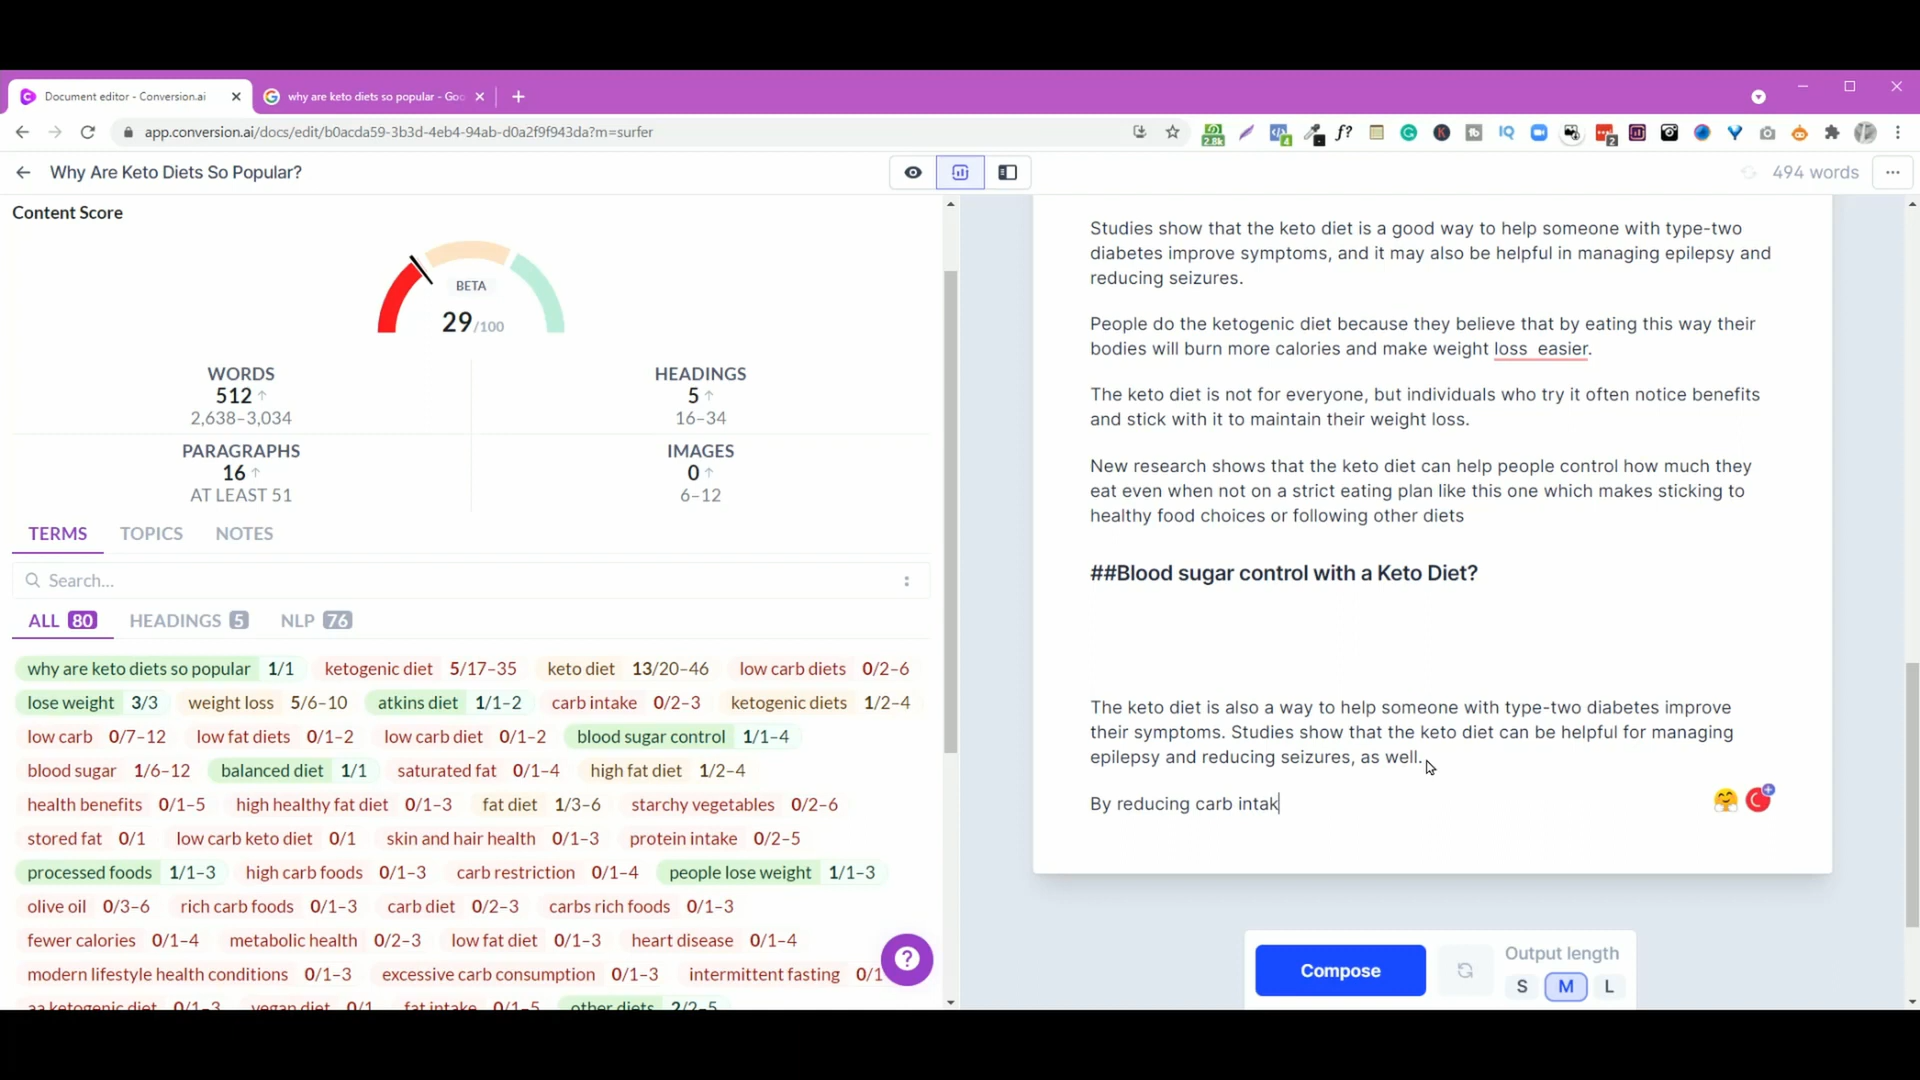 Document editor - Conversion.ai
why are keto diets so popular - Goo
app.conversion.ai/docs/edit/b0acda59-3b3d-4eb4-94ab-d0a2f9f943da?m=surfer
Why Are Keto Diets So Popular?
494 words
Content Score
BETA
29/100
WORDS
512
2,638–3,034
HEADINGS
5
16–34
PARAGRAPHS
16
AT LEAST 51
IMAGES
0
6–12
TERMS TOPICS NOTES
Search...
ALL 80 HEADINGS 5 NLP 76
why are keto diets so popular 1/1 ketogenic diet 5/17–35 keto diet 13/20–46 low carb diets 0/2–6
lose weight 3/3 weight loss 5/6–10 atkins diet 1/1–2 carb intake 0/2–3 ketogenic diets 1/2–4
low carb 0/7–12 low fat diets 0/1–2 low carb diet 0/1–2 blood sugar control 1/1–4
blood sugar 1/6–12 balanced diet 1/1 saturated fat 0/1–4 high fat diet 1/2–4
health benefits 0/1–5 high healthy fat diet 0/1–3 fat diet 1/3–6 starchy vegetables 0/2–6
stored fat 0/1 low carb keto diet 0/1 skin and hair health 0/1–3 protein intake 0/2–5
processed foods 1/1–3 high carb foods 0/1–3 carb restriction 0/1–4 people lose weight 1/1–3
olive oil 0/3–6 rich carb foods 0/1–3 carb diet 0/2–3 carbs rich foods 0/1–3
fewer calories 0/1–4 metabolic health 0/2–3 low fat diet 0/1–3 heart disease 0/1–4
modern lifestyle health conditions 0/1–3 excessive carb consumption 0/1–3 intermittent fasting 0/1
aa ketogenic diet 0/1–3 vegan diet 0/1 fat intake 0/1–5 other diets 2/2–5
Studies show that the keto diet is a good way to help someone with type-two
diabetes improve symptoms, and it may also be helpful in managing epilepsy and
reducing seizures.
People do the ketogenic diet because they believe that by eating this way their
bodies will burn more calories and make weight loss  easier.
The keto diet is not for everyone, but individuals who try it often notice benefits
and stick with it to maintain their weight loss.
New research shows that the keto diet can help people control how much they
eat even when not on a strict eating plan like this one which makes sticking to
healthy food choices or following other diets
##Blood sugar control with a Keto Diet?
The keto diet is also a way to help someone with type-two diabetes improve
their symptoms. Studies show that the keto diet can be helpful for managing
epilepsy and reducing seizures, as well.
By reducing carb intak
Compose
Output length
S M L